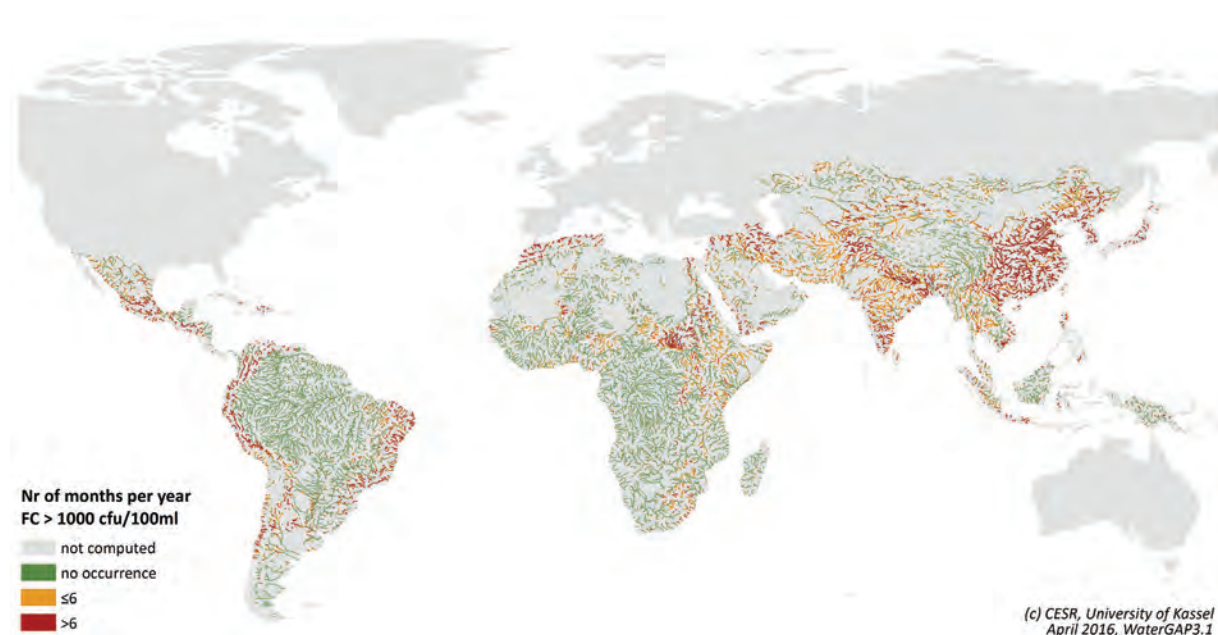 Nr of months per year
FC > 1000 cfu/100ml
not computed
no occurrence
≤6
>6
(c) CESR, University of Kassel
April 2016, WaterGAP3.1